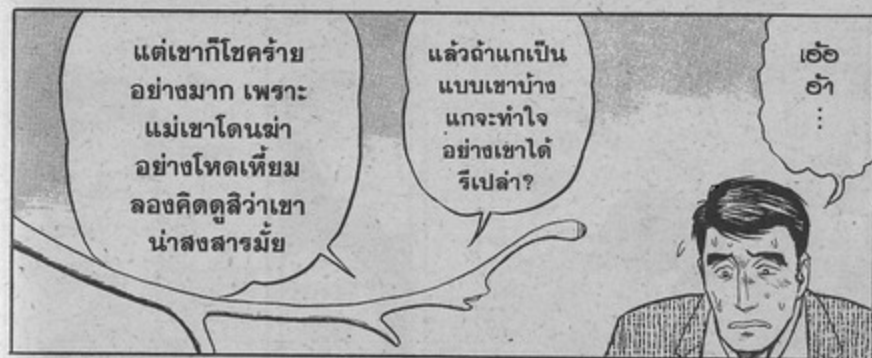 แต่เขาก็โชคร้าย
อย่างมาก เพราะ
แม่เขาโดนฆ่า
อย่างโหดเหี้ยม
ลองคิดดูสิว่าเขา
น่าสงสารมั้ย
แล้วถ้าแกเป็น
แบบเขาบ้าง
แกจะทำใจ
อย่างเขาได้
รึเปล่า?
เอ้อ
อ้ำ
...